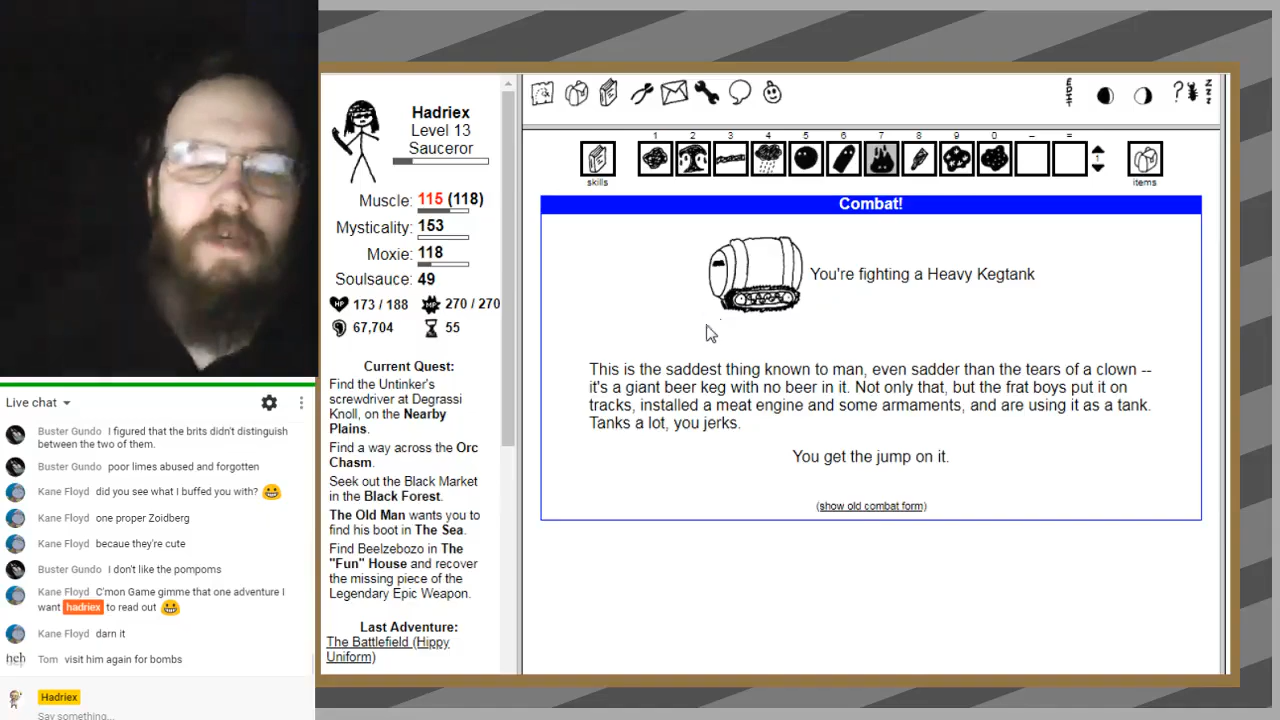 Live chat
Buster Gundo I figured that the brits didn't distinguish
between the two of them.
Buster Gundo poor limes abused and forgotten
Kane Floyd did you see what I buffed you with?
Kane Floyd one proper Zoidberg
Kane Floyd becaue they're cute
Buster Gundo I don't like the pompoms
Kane Floyd C'mon Game gimme that one adventure I
want hadriex to read out
Kane Floyd darn it
Tom visit him again for bombs
Hadriex
Say something...
Hadriex
Level 13
Sauceror
Muscle: 115 (118)
Mysticality: 153
Moxie: 118
Soulsauce: 49
HP 173 / 188 MP 270 / 270
67,704 55
Current Quest:
Find the Untinker's
screwdriver at Degrassi
Knoll, on the Nearby
Plains.
Find a way across the Orc
Chasm.
Seek out the Black Market
in the Black Forest.
The Old Man wants you to
find his boot in The Sea.
Find Beelzebozo in The
"Fun" House and recover
the missing piece of the
Legendary Epic Weapon.
Last Adventure:
The Battlefield (Hippy
Uniform)
1 2 3 4 5 6 7 8 9 0 − =
1
skills
items
Combat!
You're fighting a Heavy Kegtank
This is the saddest thing known to man, even sadder than the tears of a clown --
it's a giant beer keg with no beer in it. Not only that, but the frat boys put it on
tracks, installed a meat engine and some armaments, and are using it as a tank.
Tanks a lot, you jerks.
You get the jump on it.
(show old combat form)